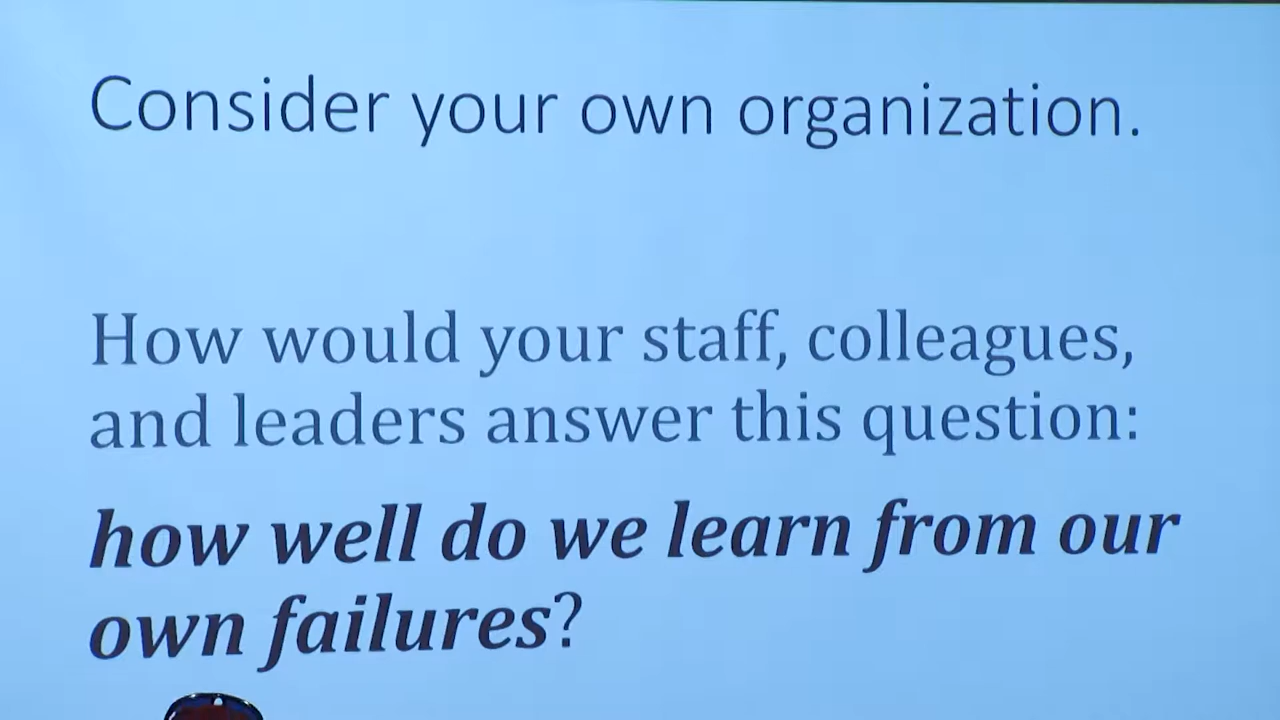 Consider your own organization.
How would your staff, colleagues,
and leaders answer this question:
how well do we learn from our
own failures?